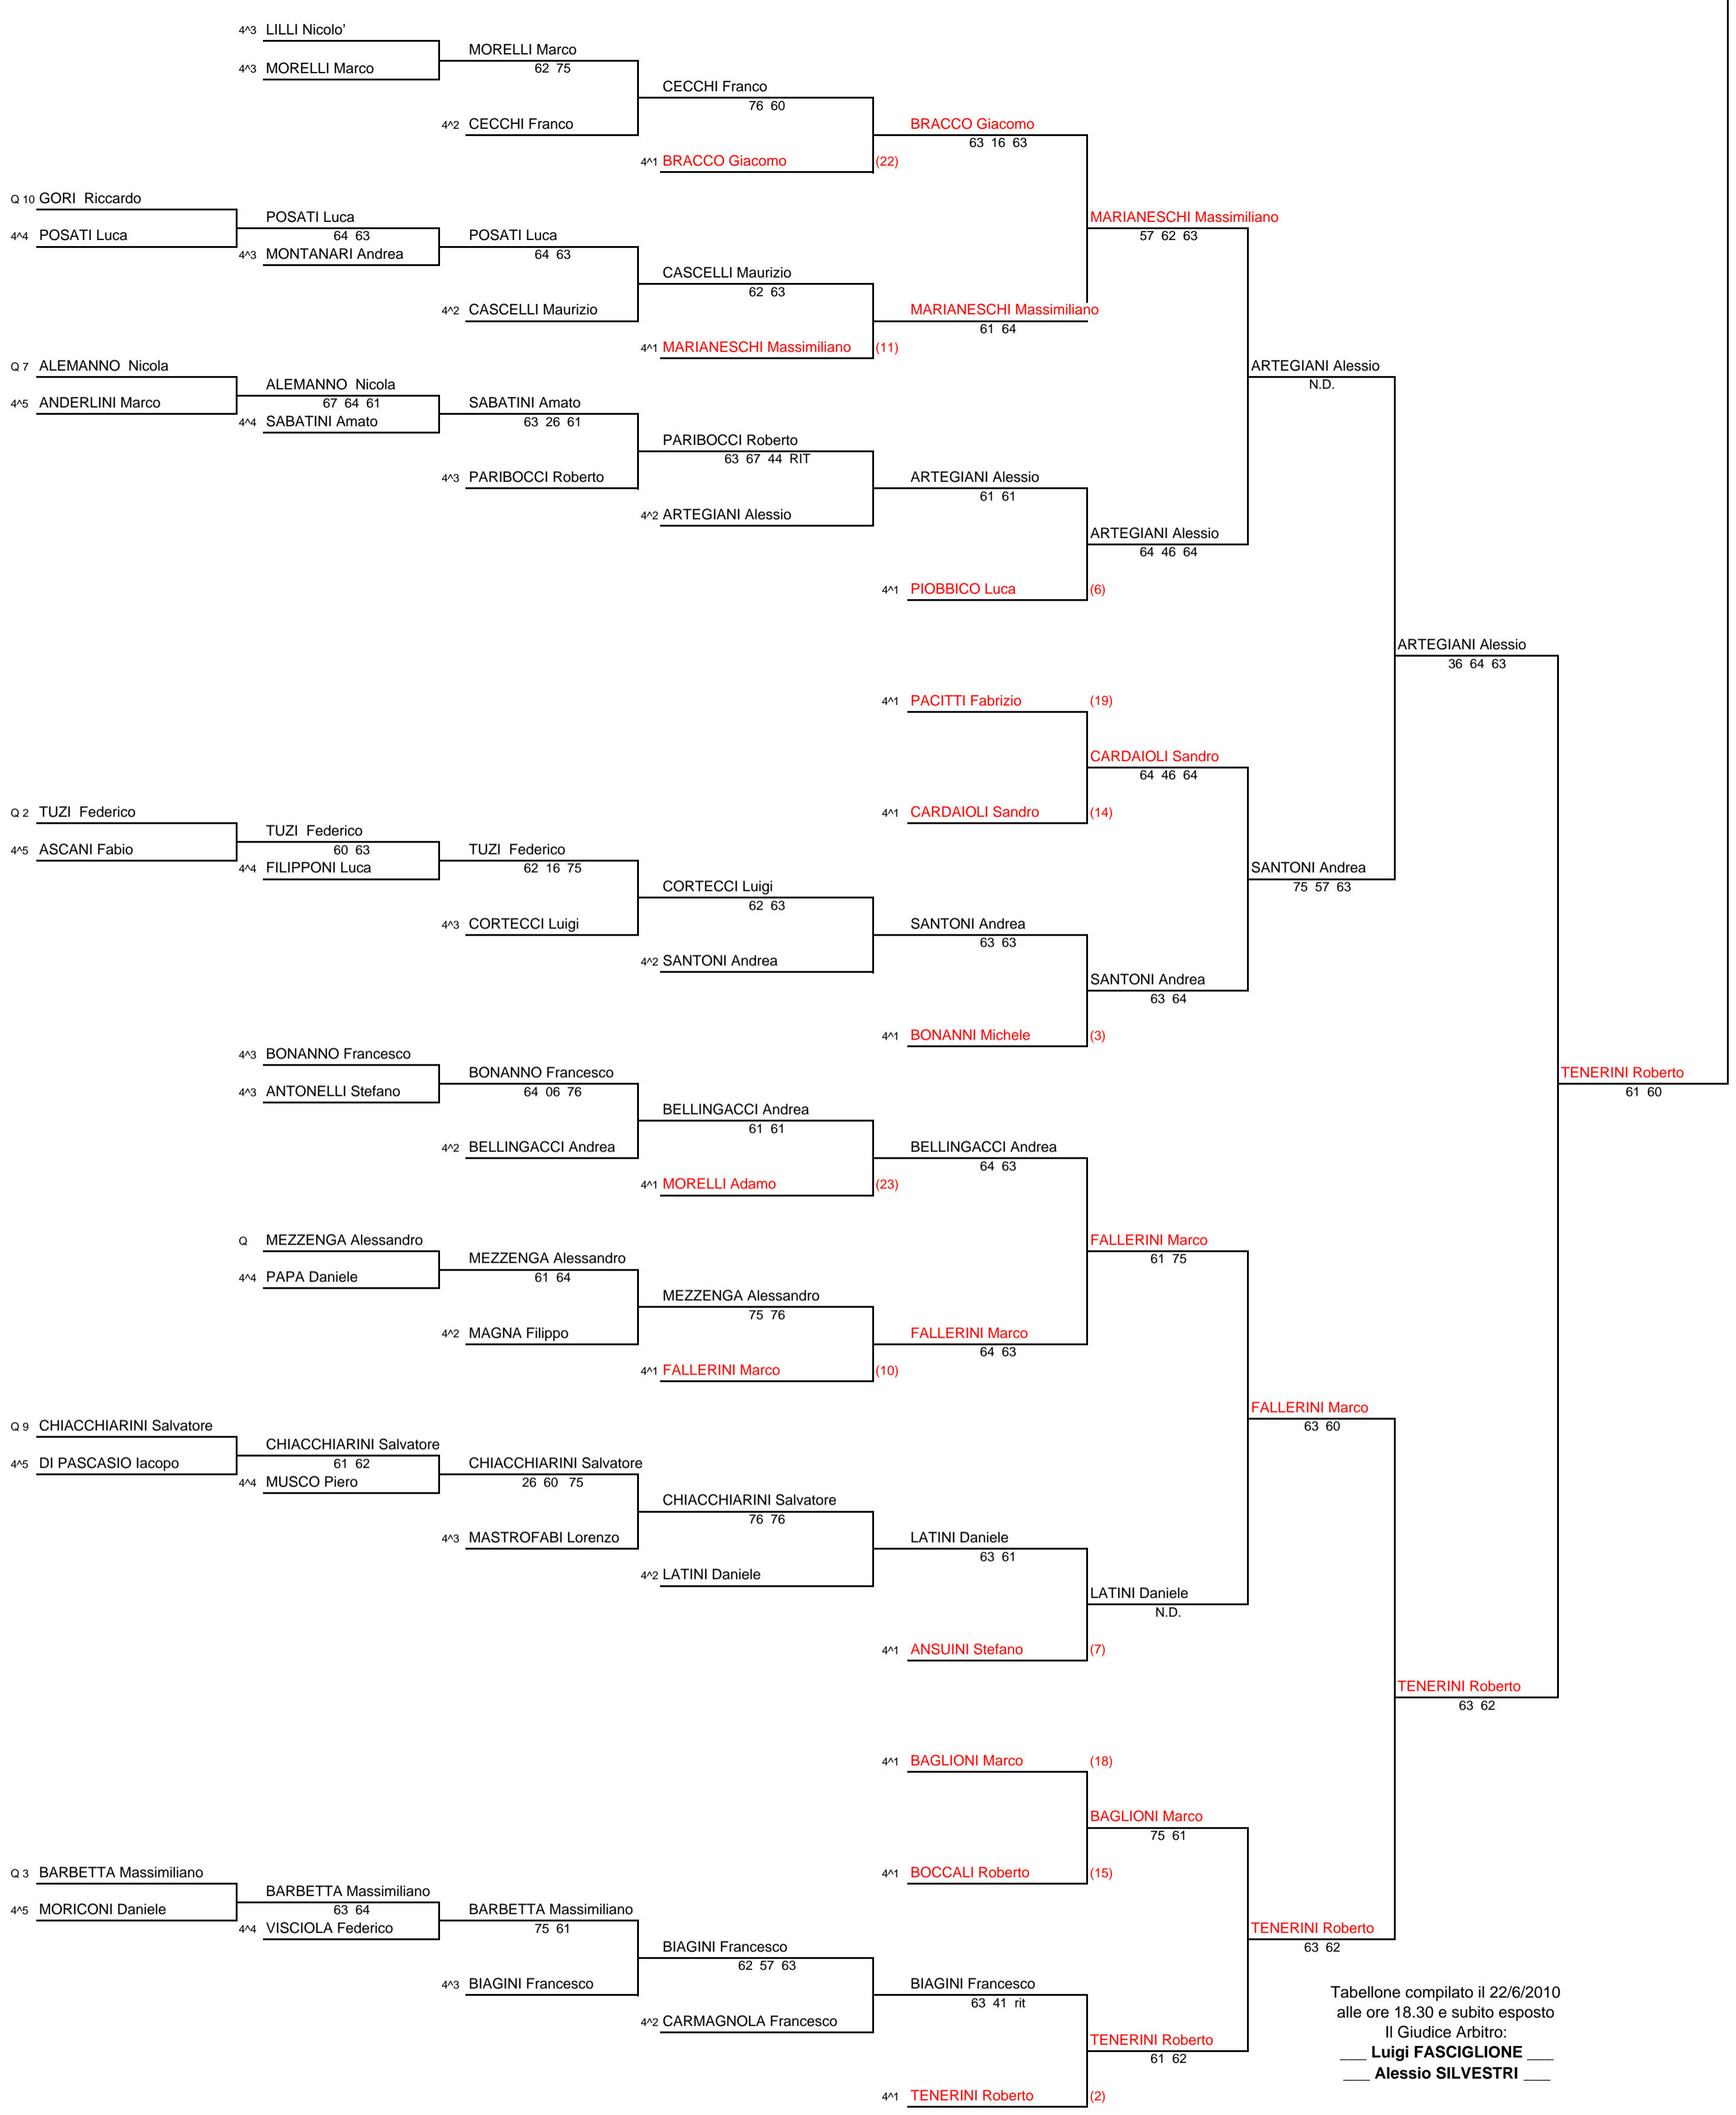 4^3 LILLI Nicolo'
MORELLI Marco
4^3 MORELLI Marco
62 75
CECCHI Franco
76 60
4^2 CECCHI Franco
BRACCO Giacomo
63 16 63
4^1 BRACCO Giacomo (22)
Q 10 GORI Riccardo
POSATI Luca
64 63
4^4 POSATI Luca
POSATI Luca
64 63
4^3 MONTANARI Andrea
MARIANESCHI Massimiliano
57 62 63
CASCELLI Maurizio
62 63
4^2 CASCELLI Maurizio
MARIANESCHI Massimiliano
61 64
4^1 MARIANESCHI Massimiliano (11)
Q 7 ALEMANNO Nicola
ARTEGIANI Alessio
N.D.
ALEMANNO Nicola
67 64 61
4^5 ANDERLINI Marco
SABATINI Amato
63 26 61
4^4 SABATINI Amato
PARIBOCCI Roberto
63 67 44 RIT
4^3 PARIBOCCI Roberto
ARTEGIANI Alessio
61 61
4^2 ARTEGIANI Alessio
ARTEGIANI Alessio
64 46 64
4^1 PIOBBICO Luca (6)
ARTEGIANI Alessio
36 64 63
4^1 PACITTI Fabrizio (19)
CARDAIOLI Sandro
64 46 64
4^1 CARDAIOLI Sandro (14)
Q 2 TUZI Federico
TUZI Federico
60 63
4^5 ASCANI Fabio
TUZI Federico
62 16 75
4^4 FILIPPONI Luca
SANTONI Andrea
75 57 63
CORTECCI Luigi
62 63
4^3 CORTECCI Luigi
SANTONI Andrea
63 63
4^2 SANTONI Andrea
SANTONI Andrea
63 64
4^1 BONANNI Michele (3)
4^3 BONANNO Francesco
BONANNO Francesco
64 06 76
4^3 ANTONELLI Stefano
TENERINI Roberto
61 60
BELLINGACCI Andrea
61 61
4^2 BELLINGACCI Andrea
BELLINGACCI Andrea
64 63
4^1 MORELLI Adamo (23)
Q MEZZENGA Alessandro
FALLERINI Marco
61 75
MEZZENGA Alessandro
61 64
4^4 PAPA Daniele
MEZZENGA Alessandro
75 76
4^2 MAGNA Filippo
FALLERINI Marco
64 63
4^1 FALLERINI Marco (10)
FALLERINI Marco
63 60
Q 9 CHIACCHIARINI Salvatore
CHIACCHIARINI Salvatore
61 62
4^5 DI PASCASIO Iacopo
CHIACCHIARINI Salvatore
26 60 75
4^4 MUSCO Piero
CHIACCHIARINI Salvatore
76 76
4^3 MASTROFABI Lorenzo
LATINI Daniele
63 61
4^2 LATINI Daniele
LATINI Daniele
N.D.
4^1 ANSUINI Stefano (7)
TENERINI Roberto
63 62
4^1 BAGLIONI Marco (18)
BAGLIONI Marco
75 61
4^1 BOCCALI Roberto (15)
Q 3 BARBETTA Massimiliano
BARBETTA Massimiliano
63 64
4^5 MORICONI Daniele
BARBETTA Massimiliano
75 61
4^4 VISCIOLA Federico
TENERINI Roberto
63 62
BIAGINI Francesco
62 57 63
4^3 BIAGINI Francesco
BIAGINI Francesco
63 41 rit
4^2 CARMAGNOLA Francesco
TENERINI Roberto
61 62
4^1 TENERINI Roberto (2)
Tabellone compilato il 22/6/2010
alle ore 18.30 e subito esposto
Il Giudice Arbitro:
___ Luigi FASCIGLIONE ___
___ Alessio SILVESTRI ___